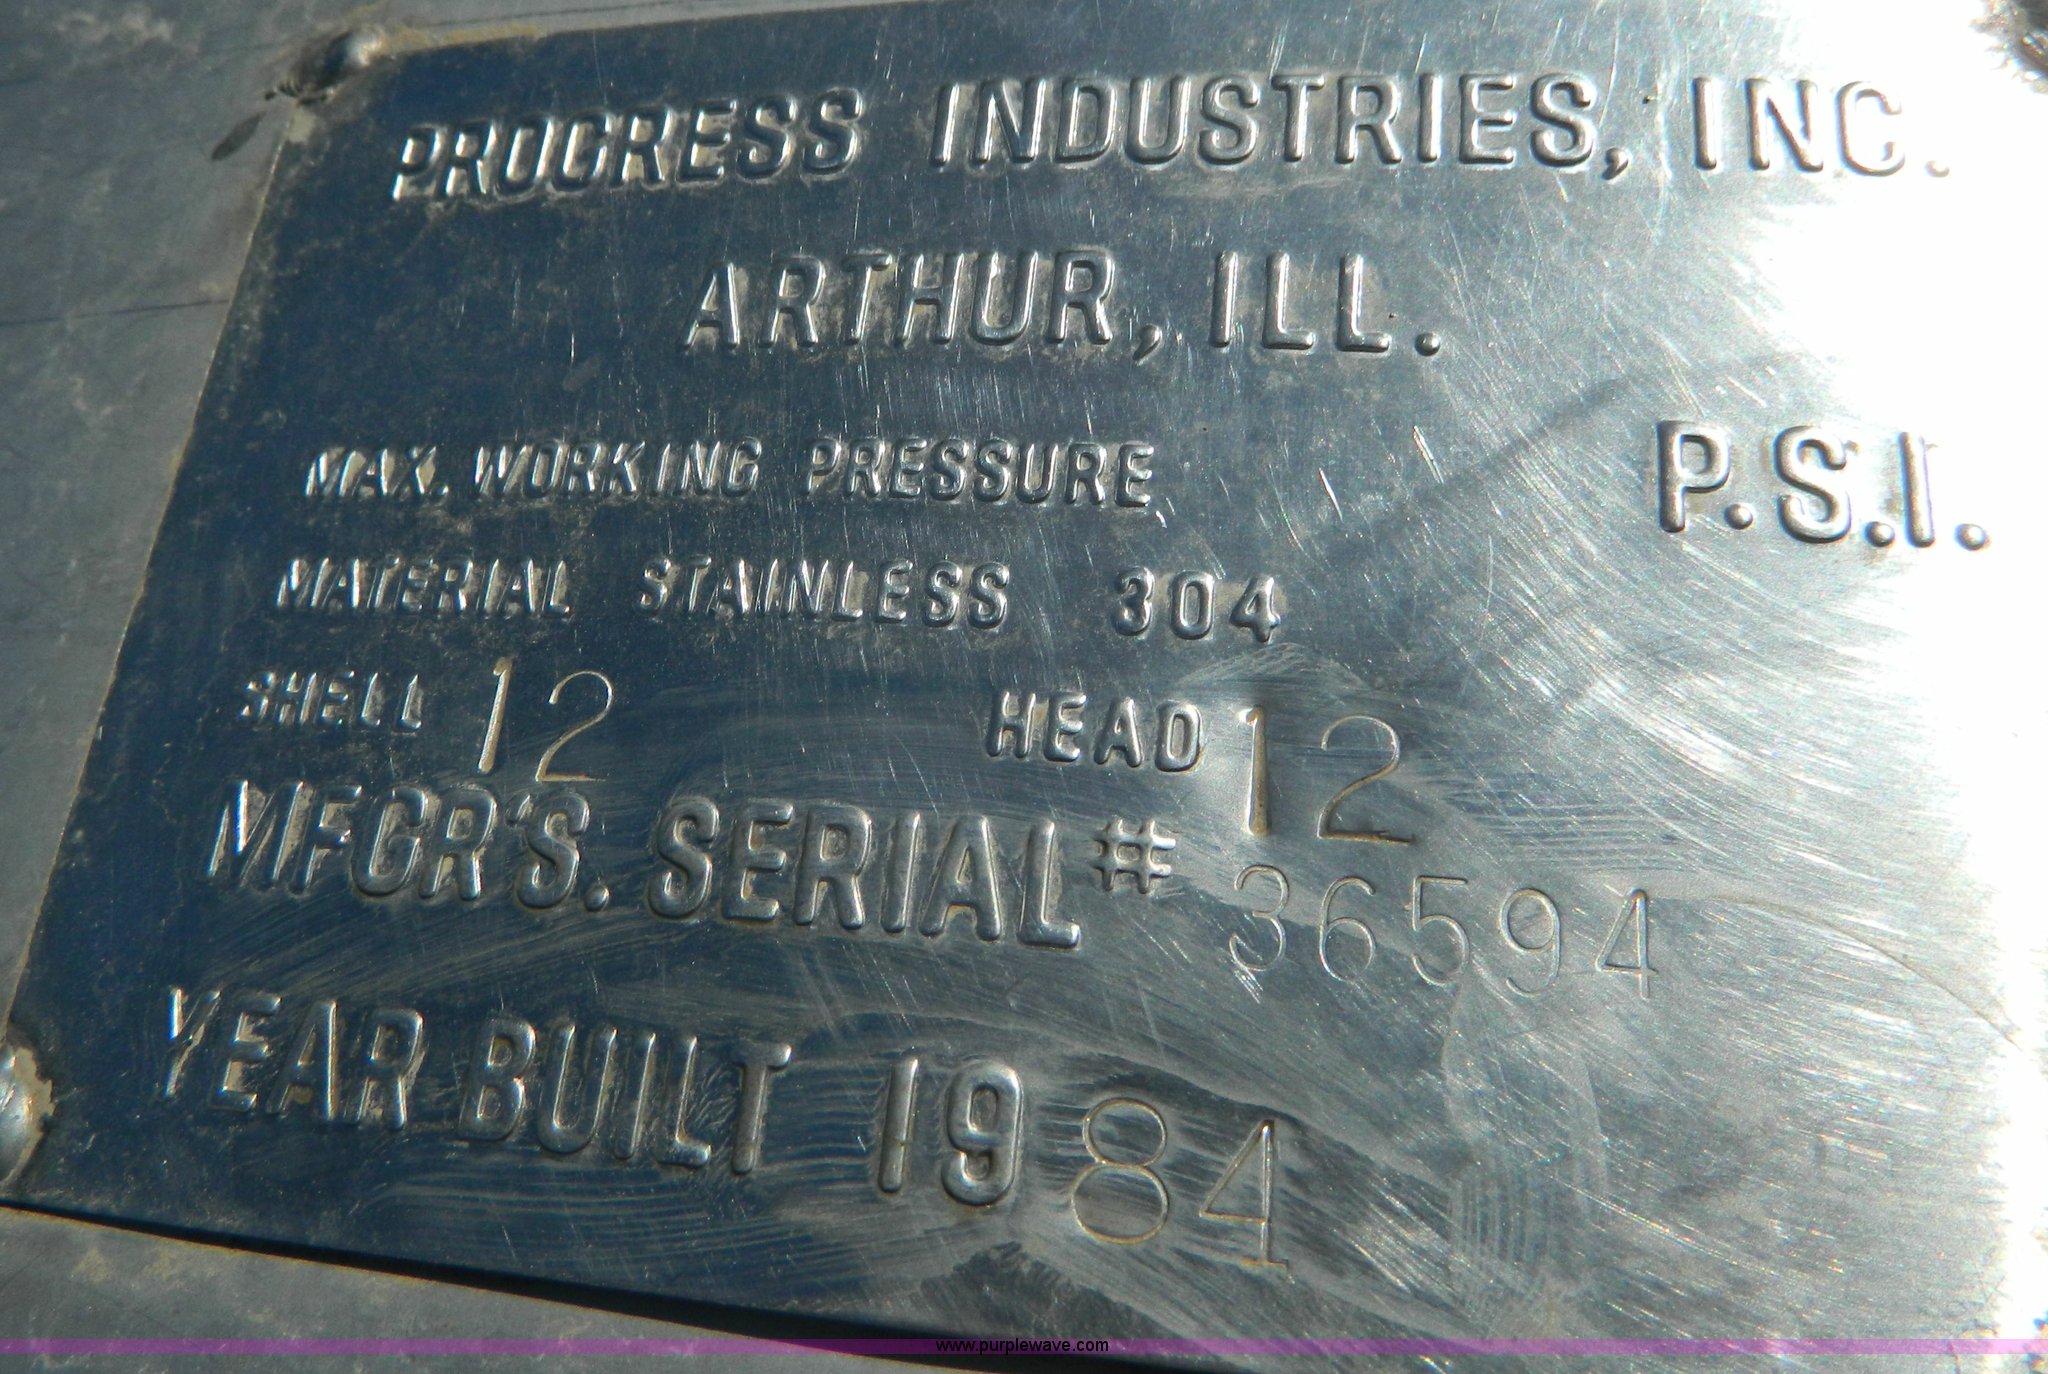 PROGRESS INDUSTRIES, INC.
ARTHUR, ILL.
MAX. WORKING PRESSURE P.S.I.
MATERIAL STAINLESS 304
SHELL 12 HEAD 12
MFGR'S. SERIAL # 36594
YEAR BUILT 1984
www.purplewave.com